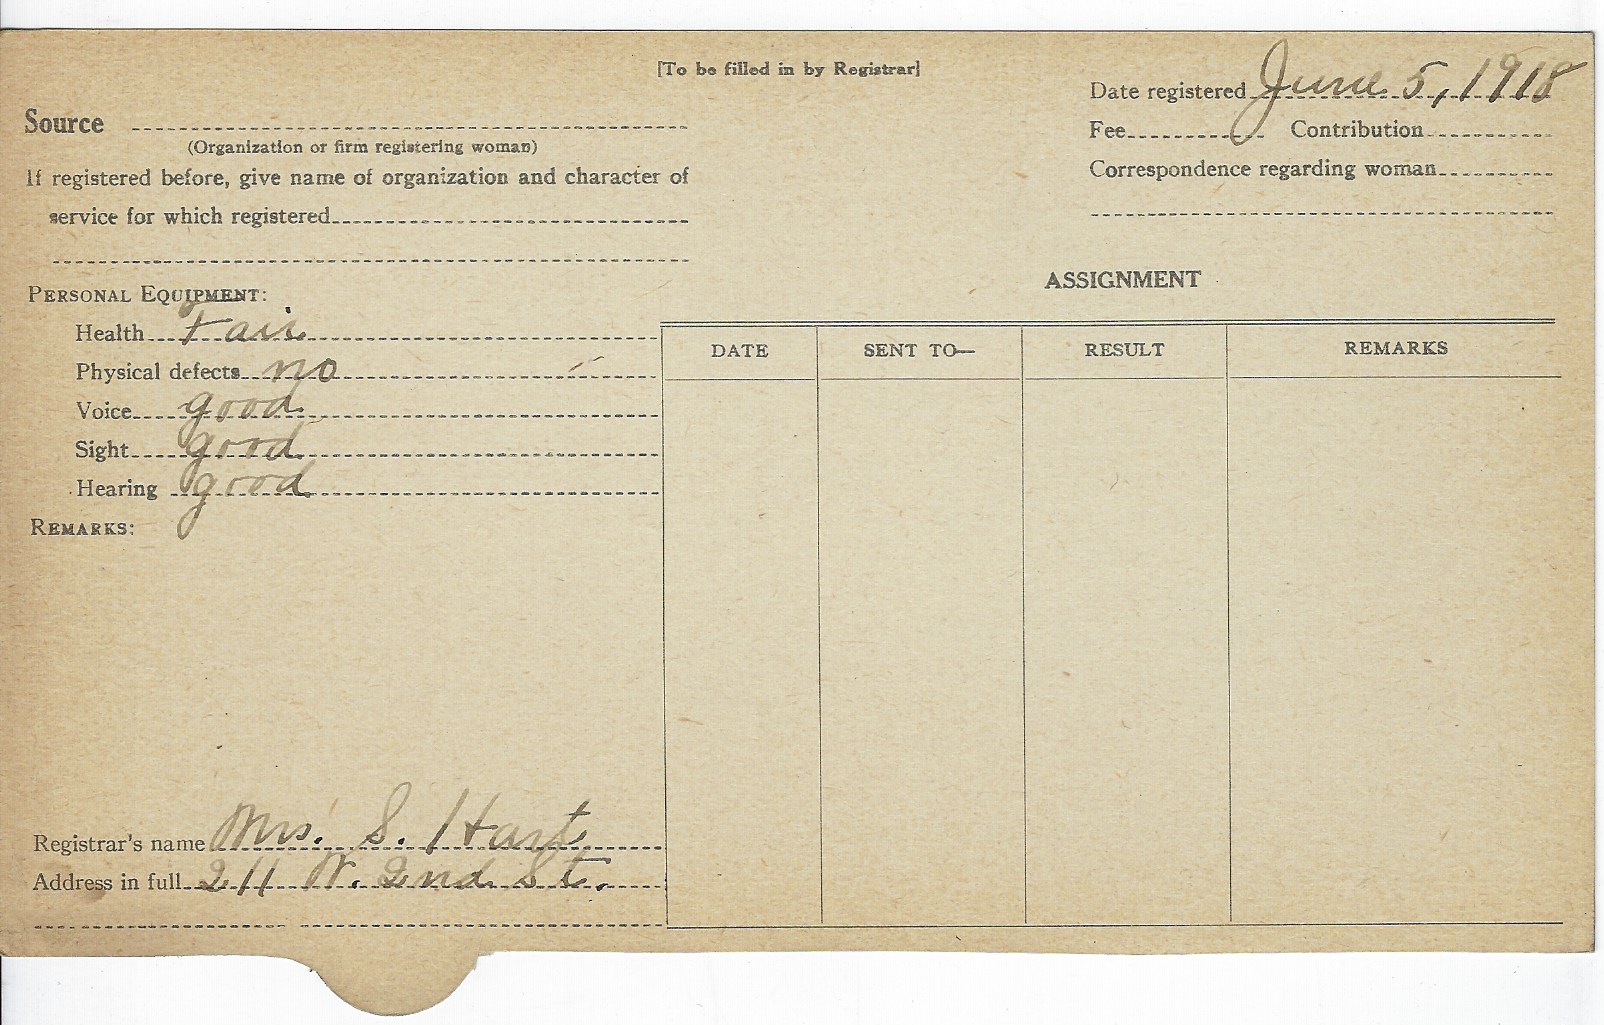 [To be filled in by Registrar]
Date registered June 5, 1918
Source
Fee Contribution
(Organization or firm registering woman)
Correspondence regarding woman
If registered before, give name of organization and character of
service for which registered
ASSIGNMENT
PERSONAL EQUIPMENT:
Health Fair
DATE SENT TO— RESULT REMARKS
Physical defects no
Voice good
Sight good
Hearing good
REMARKS:
Registrar's name Mrs. S. Hart
Address in full 211 W. 2nd St.